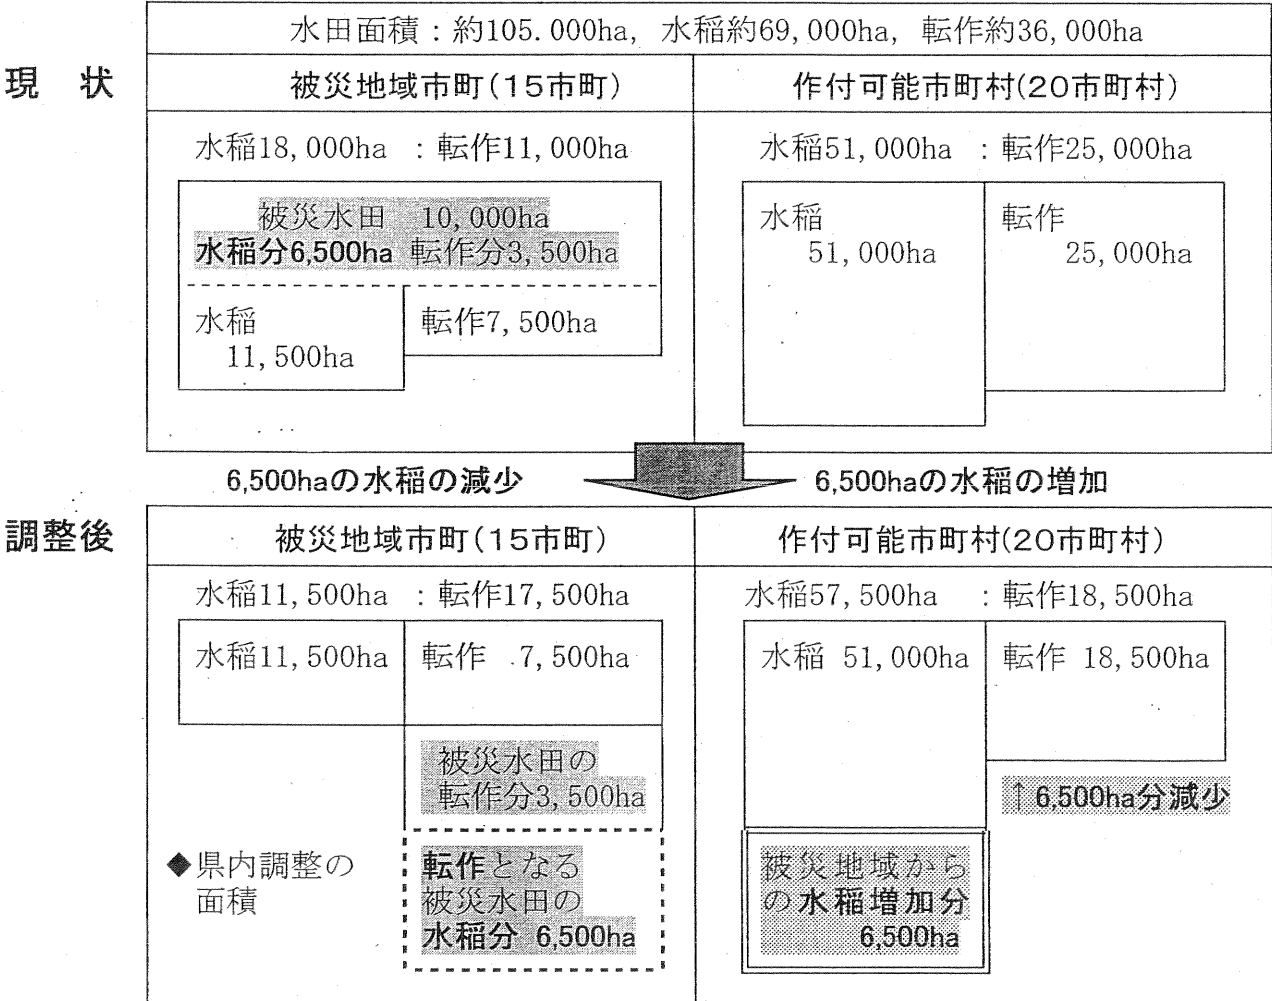 水田面積：約105.000ha, 水稲約69,000ha, 転作約36,000ha
現 状
被災地域市町(15市町)
作付可能市町村(20市町村)
水稲18,000ha ：転作11,000ha
水稲51,000ha ：転作25,000ha
被災水田 10,000ha
水稲分6,500ha 転作分3,500ha
水稲
11,500ha
転作7,500ha
水稲
51,000ha
転作
25,000ha
6,500haの水稲の減少
6,500haの水稲の増加
調整後
被災地域市町(15市町)
作付可能市町村(20市町村)
水稲11,500ha ：転作17,500ha
水稲57,500ha ：転作18,500ha
水稲11,500ha
転作 7,500ha
水稲 51,000ha
転作 18,500ha
被災水田の
転作分3,500ha
↑6,500ha分減少
◆県内調整の
面積
転作となる
被災水田の
水稲分 6,500ha
被災地域から
の水稲増加分
6,500ha